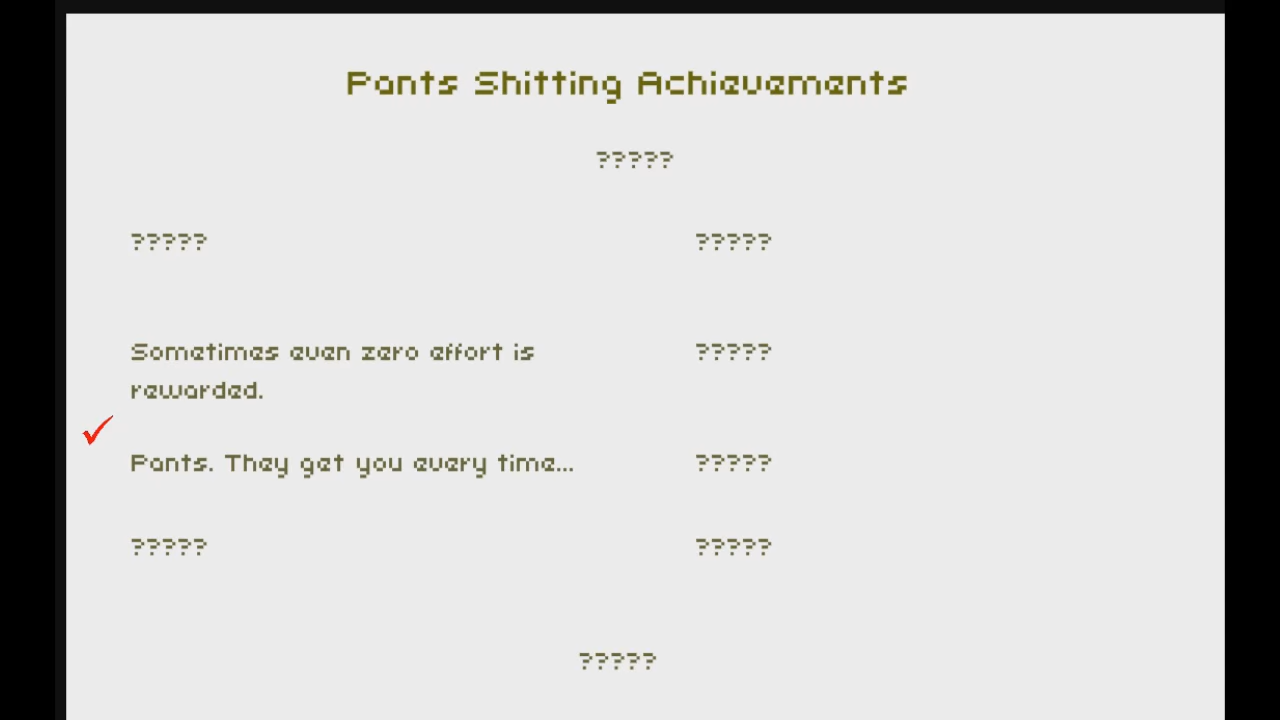 Pants Shitting Achievements
?????
?????
?????
Sometimes even zero effort is
rewarded.
?????
Pants. They get you every time...
?????
?????
?????
?????